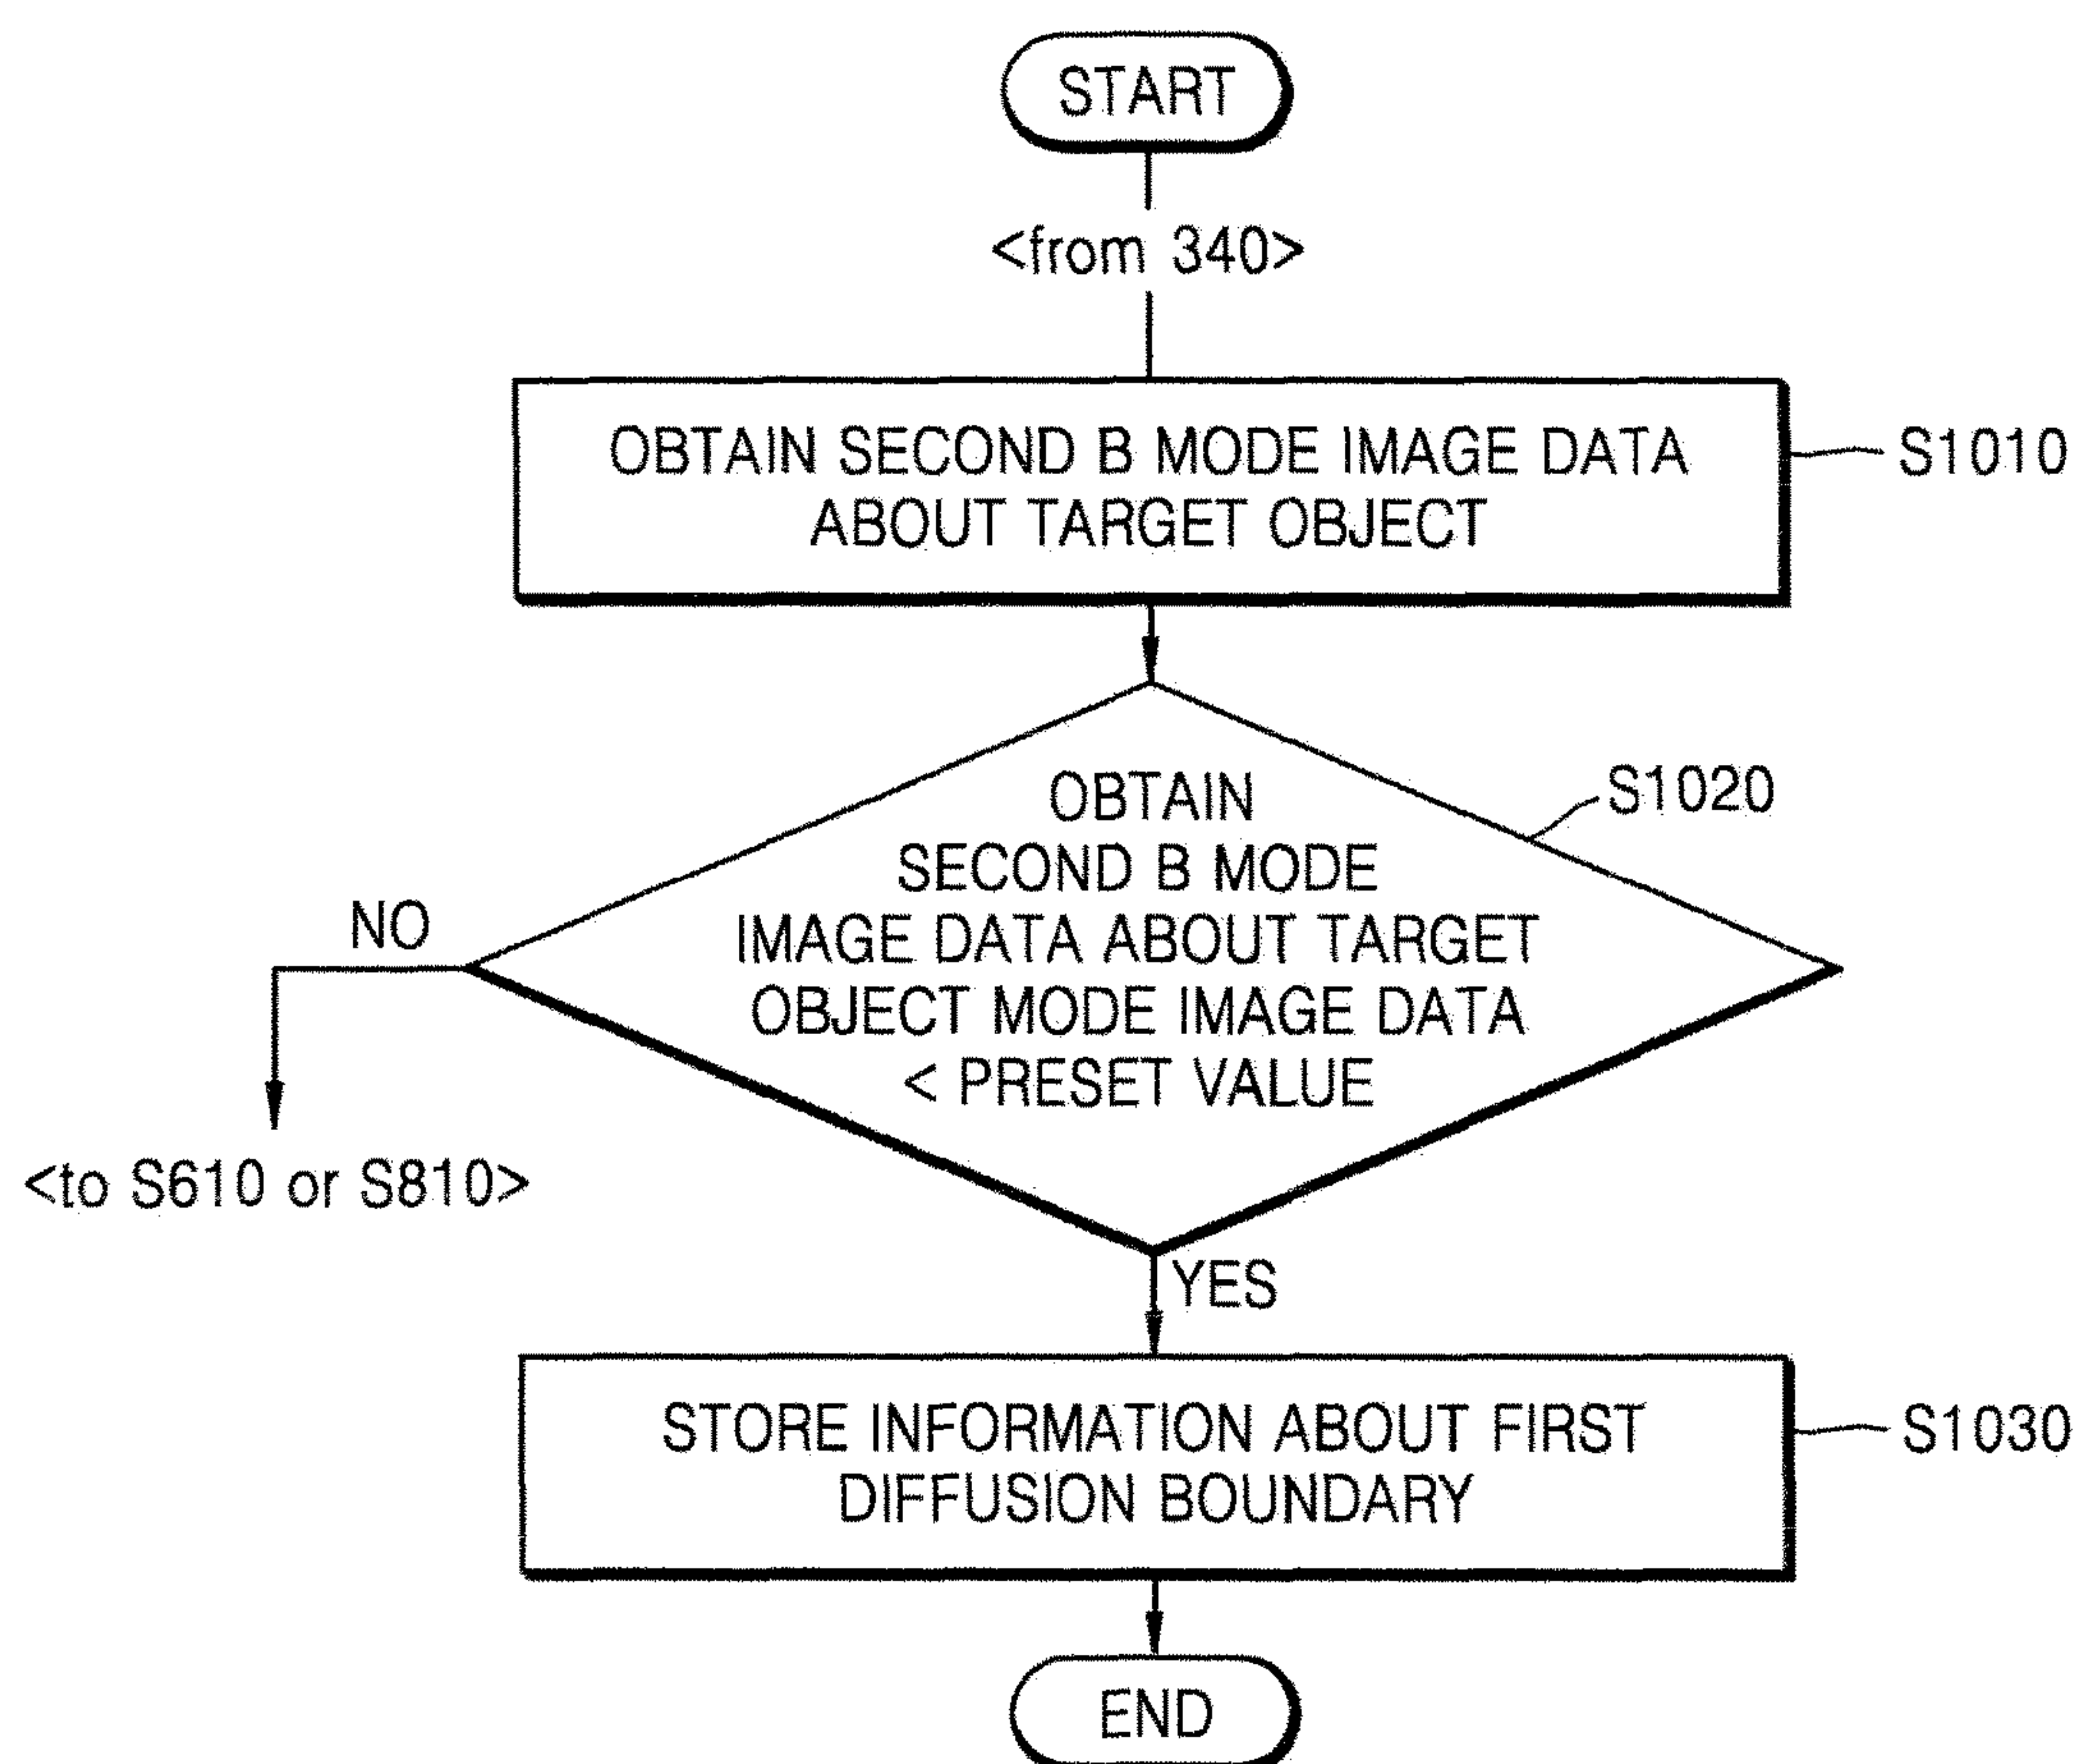 START
<from 340>
OBTAIN SECOND B MODE IMAGE DATA
ABOUT TARGET OBJECT
S1010
OBTAIN
SECOND B MODE
IMAGE DATA ABOUT TARGET
OBJECT MODE IMAGE DATA
< PRESET VALUE
S1020
NO
<to S610 or S810>
YES
STORE INFORMATION ABOUT FIRST
DIFFUSION BOUNDARY
S1030
END